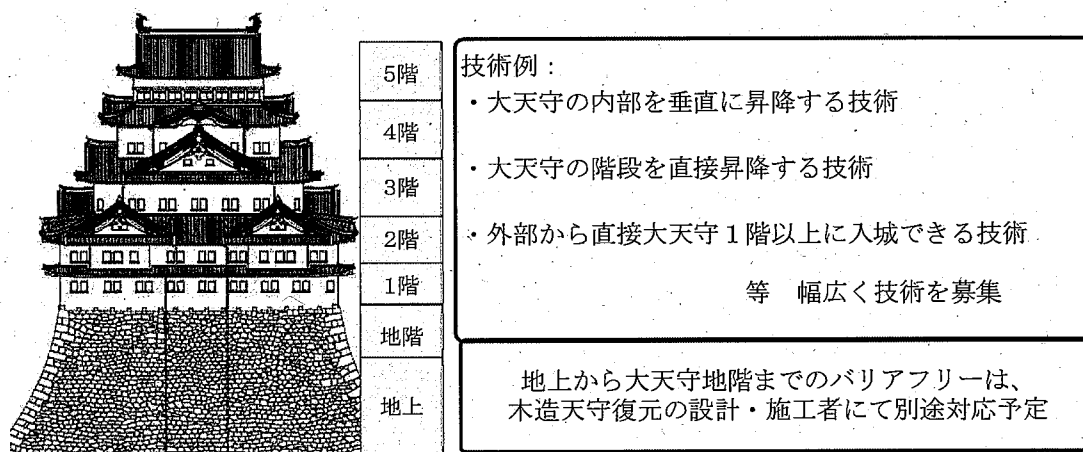 5階
4階
3階
2階
1階
地階
地上
技術例：
・大天守の内部を垂直に昇降する技術
・大天守の階段を直接昇降する技術
・外部から直接大天守１階以上に入城できる技術
等　幅広く技術を募集
地上から大天守地階までのバリアフリーは、
木造天守復元の設計・施工者にて別途対応予定